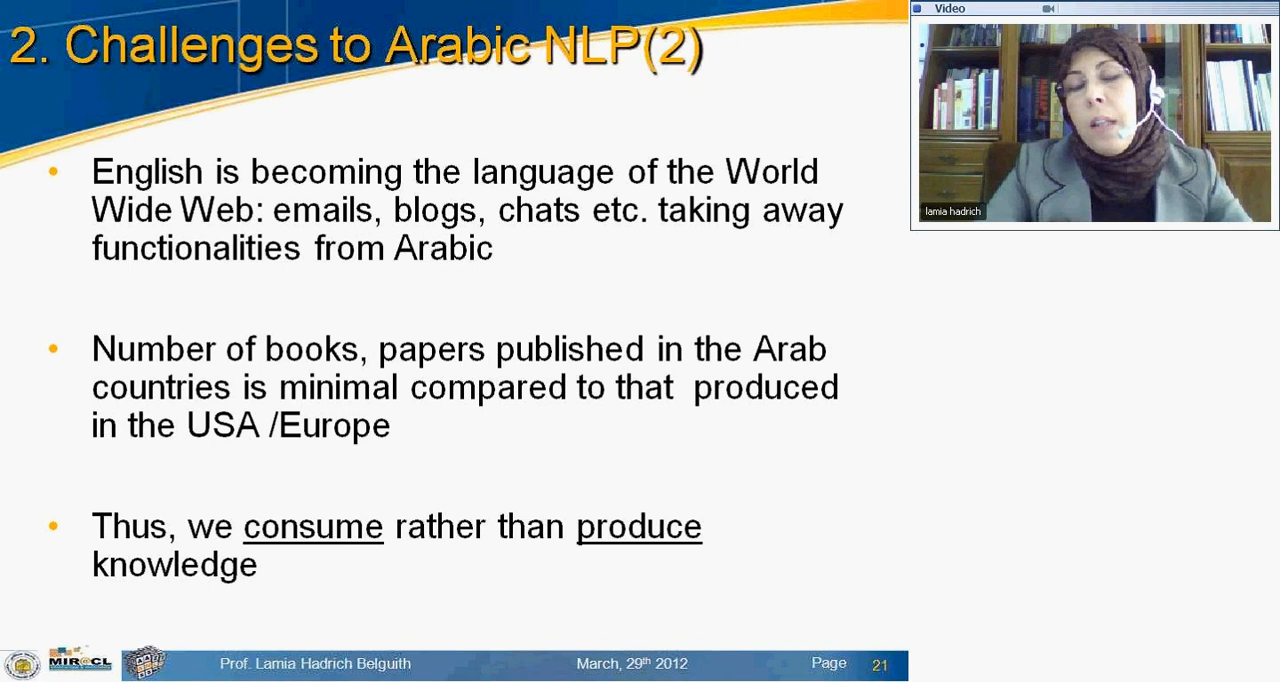 2. Challenges to Arabic NLP(2)
Video
lamia hadrich
• English is becoming the language of the World
Wide Web: emails, blogs, chats etc. taking away
functionalities from Arabic
• Number of books, papers published in the Arab
countries is minimal compared to that produced
in the USA /Europe
• Thus, we consume rather than produce
knowledge
MIR@CL
Prof. Lamia Hadrich Belguith
March, 29th 2012
Page 21